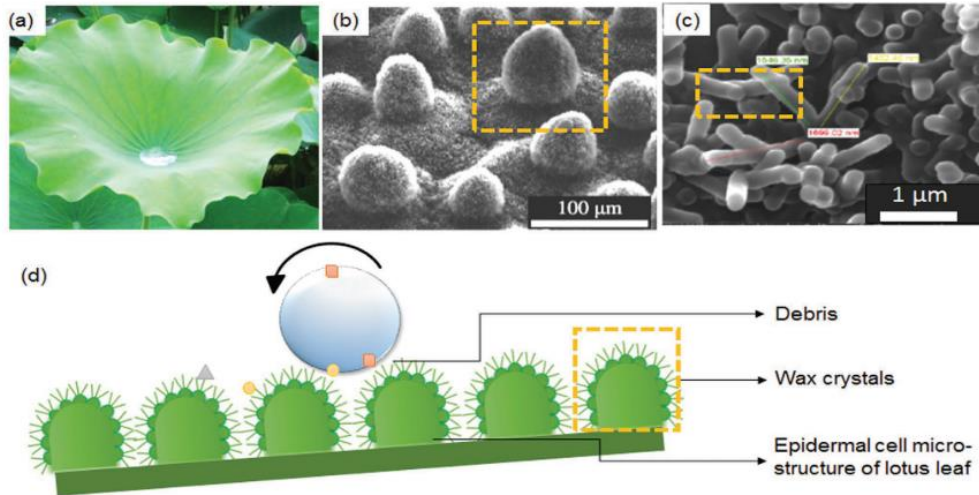 (a)
(b)
(c)
100 μm
1 μm
(d)
Debris
Wax crystals
Epidermal cell micro-
structure of lotus leaf